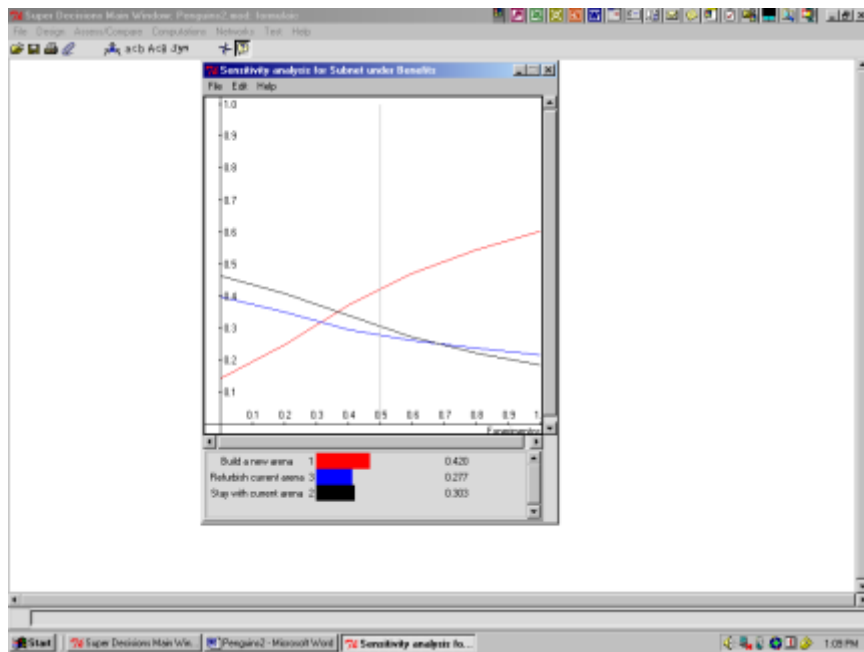 Super Decisions Main Window: Penguins2.mod: formulaic
File Design Assess/Compare Computations Networks Test Help
Sensitivity analysis for Subnet under Benefits
File Edit Help
1.0
0.9
0.8
0.7
0.6
0.5
0.4
0.3
0.2
0.1
0.1 0.2 0.3 0.4 0.5 0.6 0.7 0.8 0.9 1.
Build a new arena 1 0.420
Refurbish current arena 3 0.277
Stay with current arena 2 0.303
Start Super Decisions Main Win... Penguins2 - Microsoft Word Sensitivity analysis fo... 1:09 PM